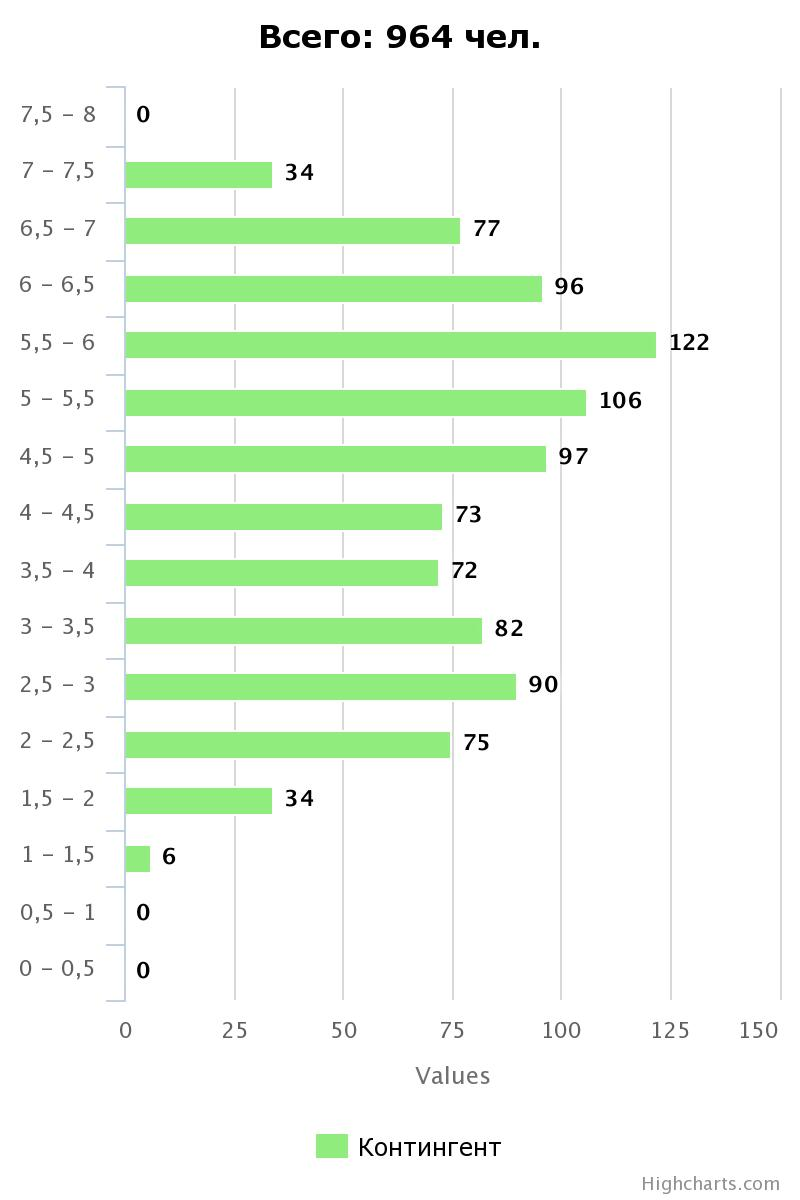 Всего: 964 чел.
7,5 – 8 0
7 – 7,5 34
6,5 – 7 77
6 – 6,5 96
5,5 – 6 122
5 – 5,5 106
4,5 – 5 97
4 – 4,5 73
3,5 – 4 72
3 – 3,5 82
2,5 – 3 90
2 – 2,5 75
1,5 – 2 34
1 – 1,5 6
0,5 – 1 0
0 – 0,5 0
0 25 50 75 100 125 150
Values
Контингент
Highcharts.com